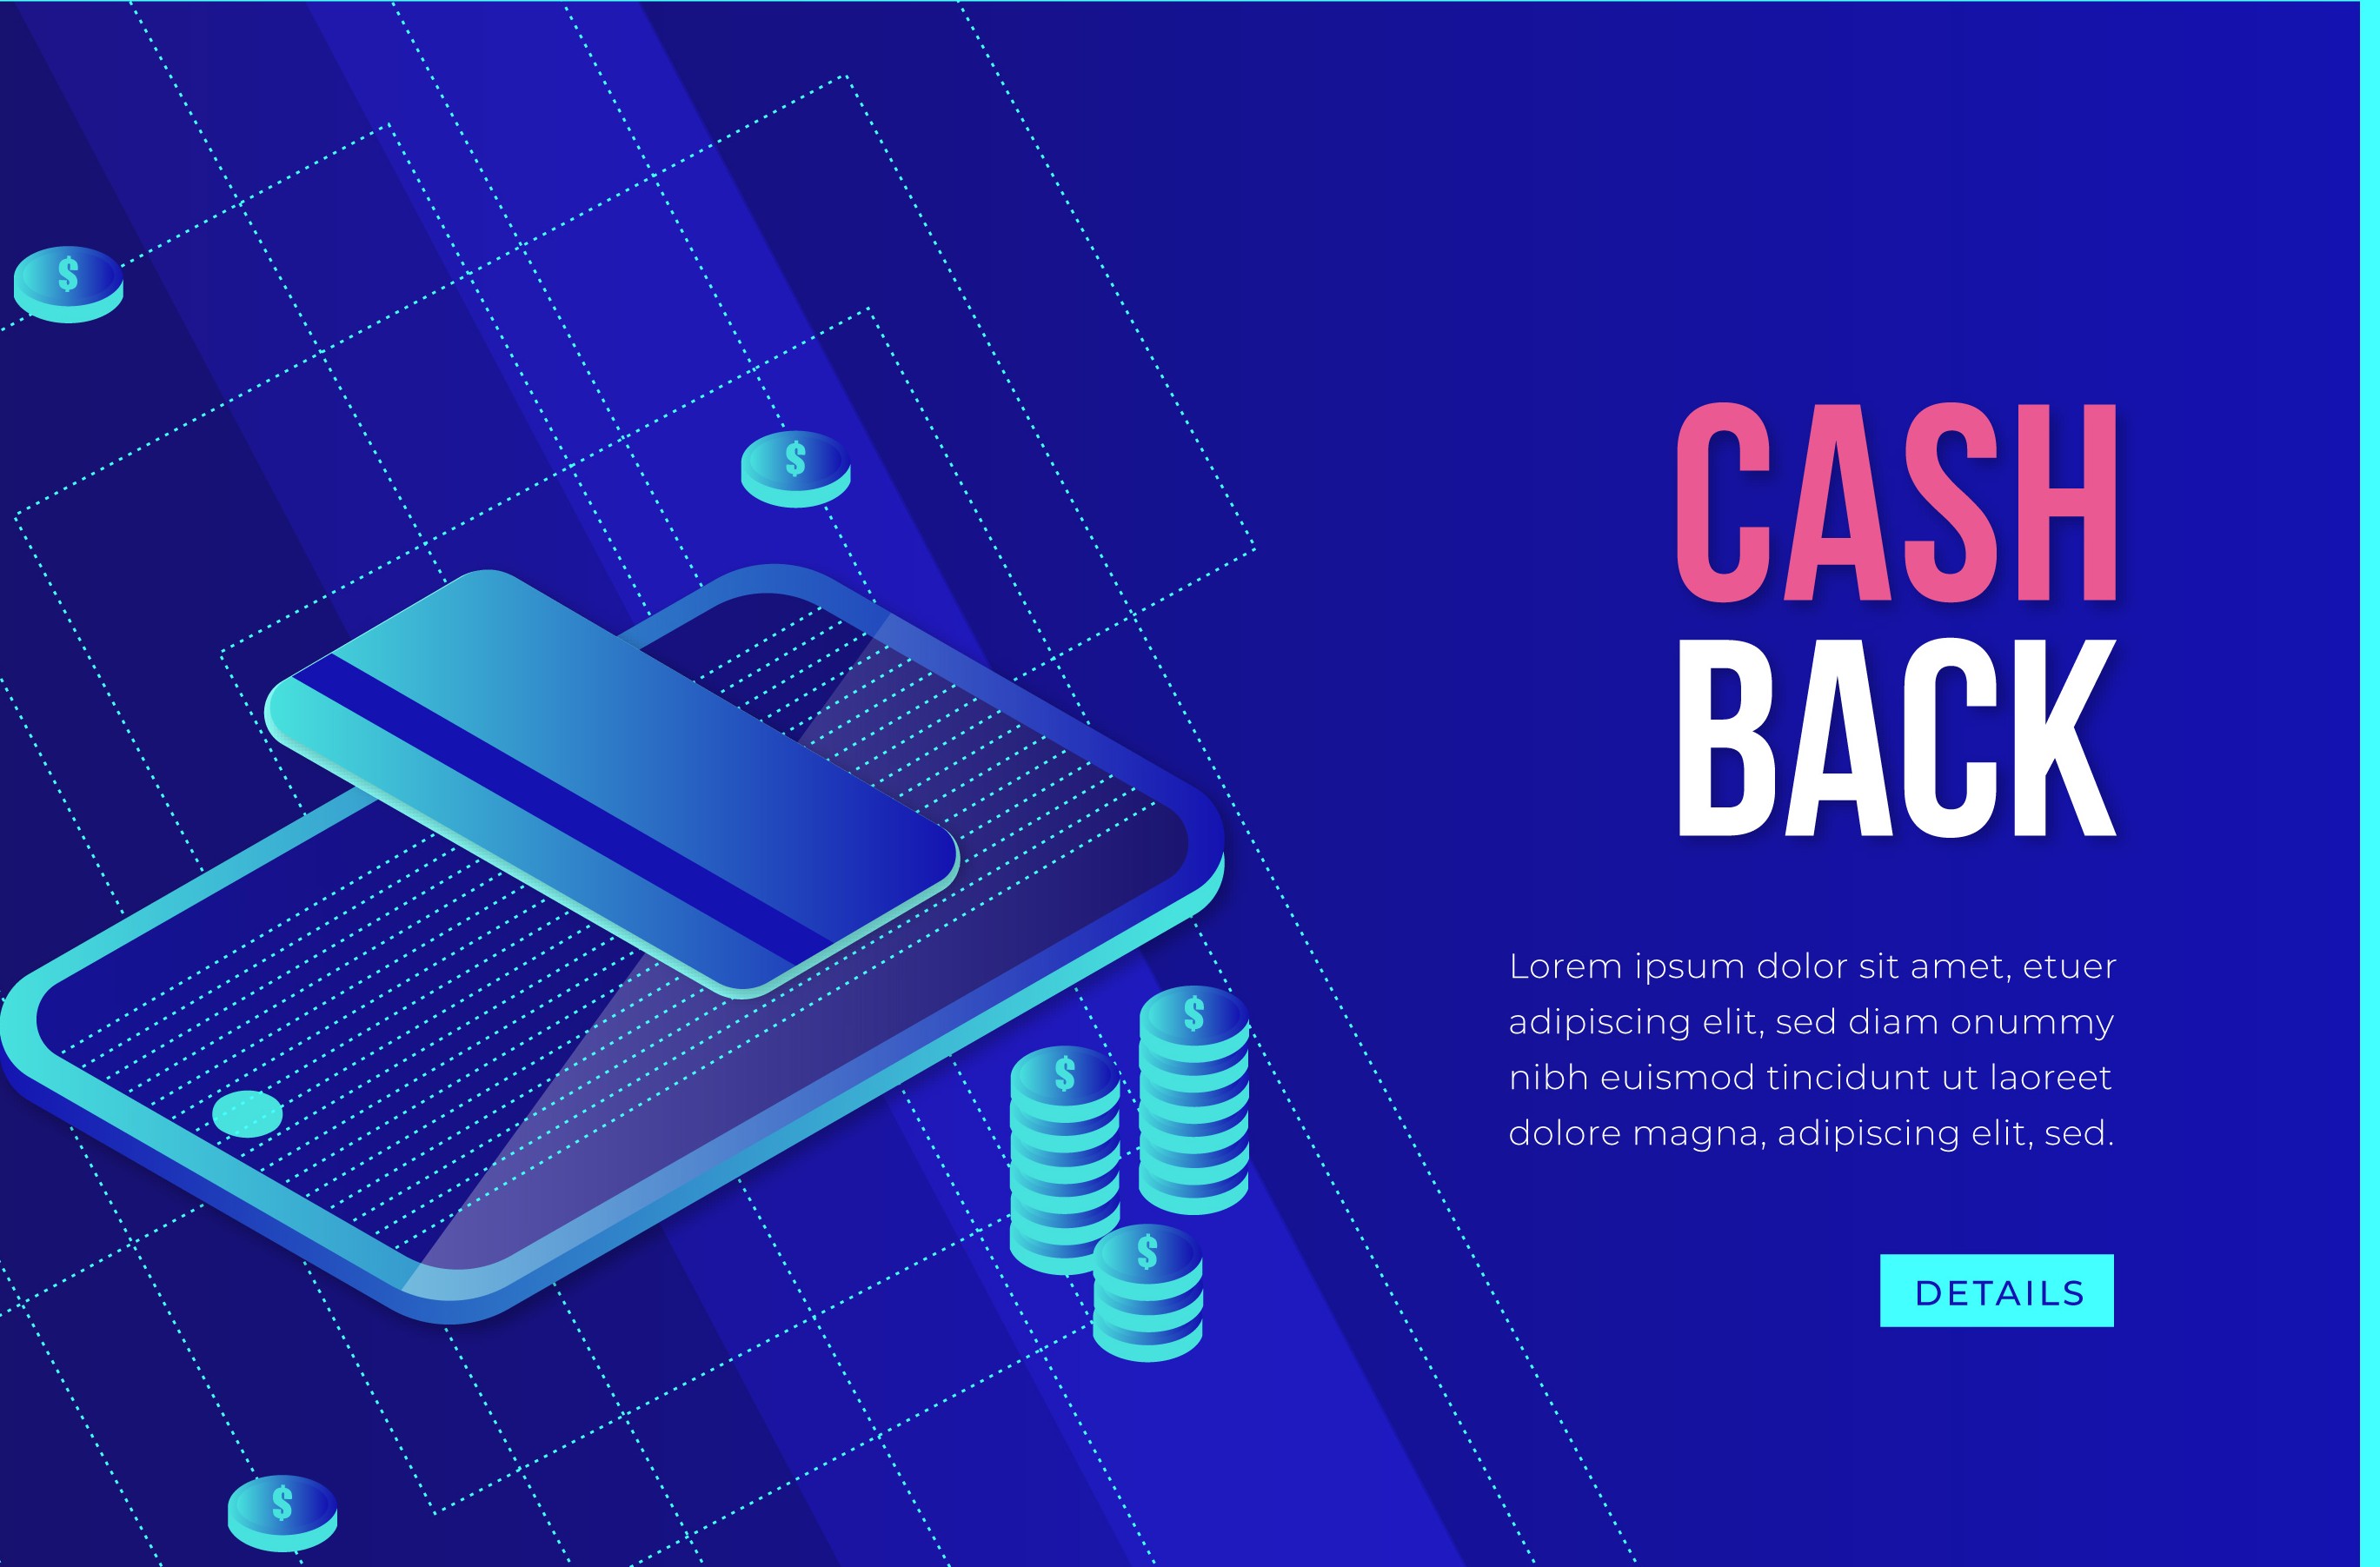 $
$
CASH
BACK
Lorem ipsum dolor sit amet, etuer
adipiscing elit, sed diam onummy
nibh euismod tincidunt ut laoreet
dolore magna, adipiscing elit, sed.
$
$
$
DETAILS
$